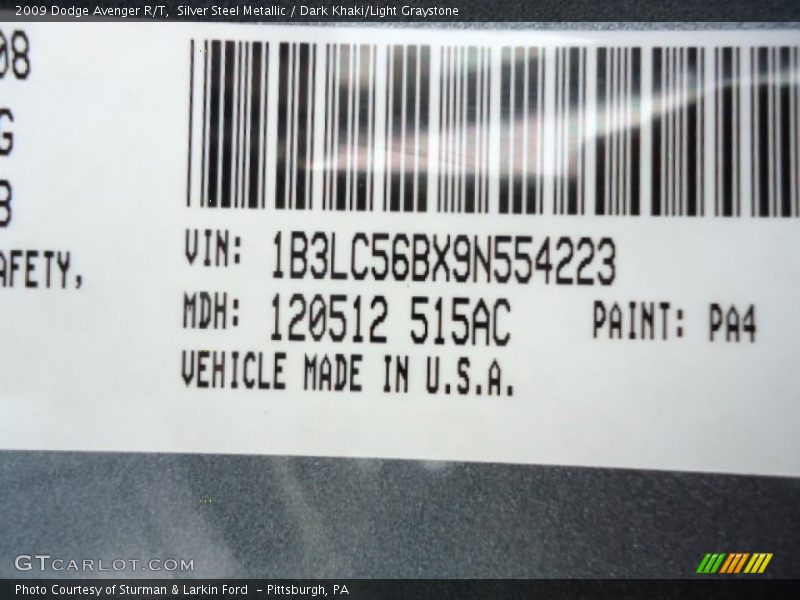 2009 Dodge Avenger R/T,  Silver Steel Metallic / Dark Khaki/Light Graystone
08
G
B
AFETY,
VIN: 1B3LC56BX9N554223
MDH: 120512 515AC
PAINT: PA4
VEHICLE MADE IN U.S.A.
GTCARLOT.COM
Photo Courtesy of Sturman & Larkin Ford  - Pittsburgh, PA